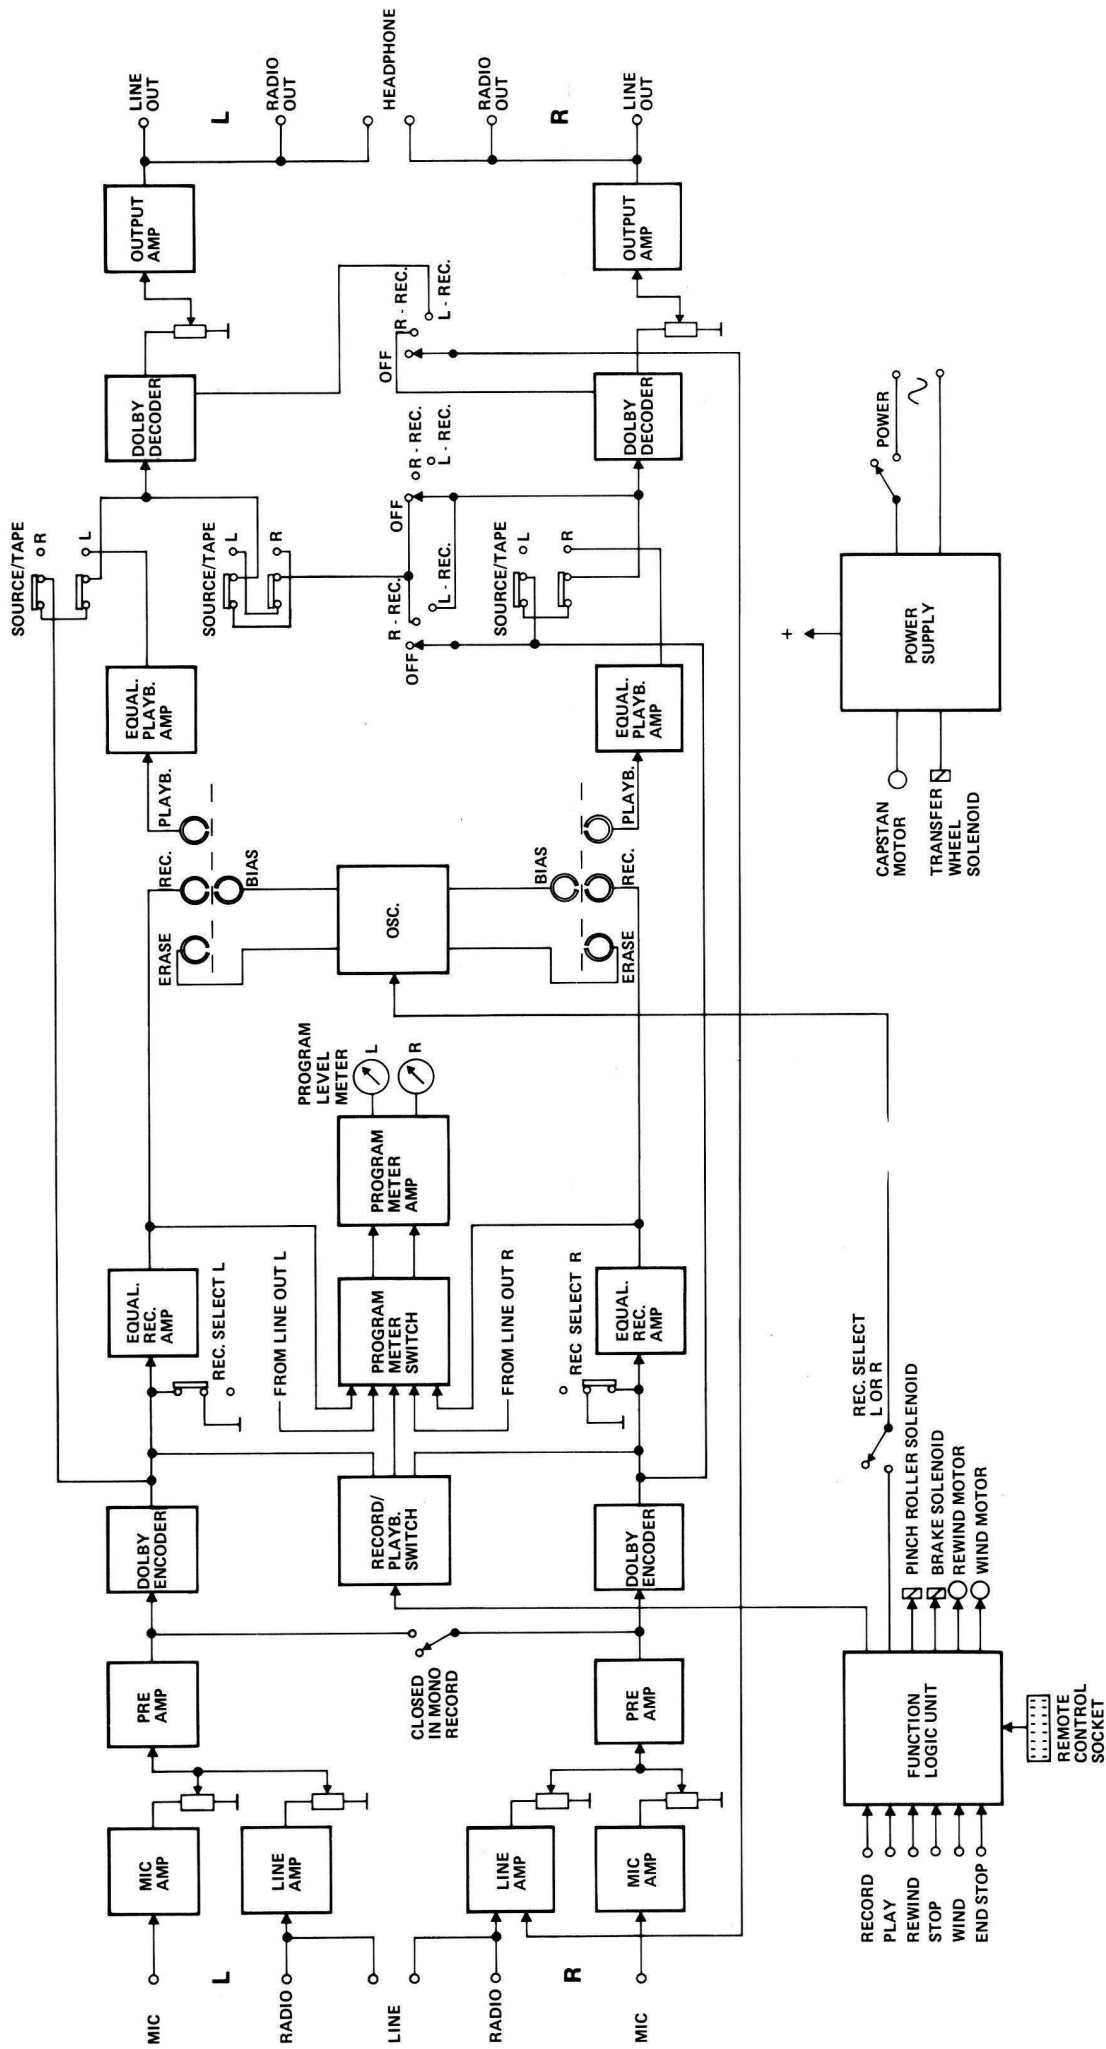 MIC
L
RADIO
LINE
RADIO
R
MIC
MIC
AMP
LINE
AMP
LINE
AMP
MIC
AMP
PRE
AMP
CLOSED
IN MONO
RECORD
PRE
AMP
DOLBY
ENCODER
RECORD/
PLAYB.
SWITCH
DOLBY
ENCODER
EQUAL.
REC.
AMP
REC. SELECT L
FROM LINE OUT L
PROGRAM
METER
SWITCH
FROM LINE OUT R
REC SELECT R
EQUAL.
REC.
AMP
PROGRAM
LEVEL
METER
L
R
PROGRAM
METER
AMP
ERASE
REC.
BIAS
PLAYB.
OSC.
BIAS
ERASE
REC.
PLAYB.
EQUAL.
PLAYB.
AMP
EQUAL.
PLAYB.
AMP
SOURCE/TAPE
R
L
SOURCE/TAPE
L
R
OFF
R - REC.
L - REC.
OFF
R - REC.
L - REC.
SOURCE/TAPE
L
R
DOLBY
DECODER
OFF
R - REC.
L - REC.
DOLBY
DECODER
OUTPUT
AMP
OUTPUT
AMP
LINE
OUT
L
RADIO
OUT
HEADPHONE
RADIO
OUT
R
LINE
OUT
RECORD
PLAY
REWIND
STOP
WIND
END STOP
FUNCTION
LOGIC UNIT
REMOTE
CONTROL
SOCKET
REC. SELECT
L OR R
PINCH ROLLER SOLENOID
BRAKE SOLENOID
REWIND MOTOR
WIND MOTOR
CAPSTAN
MOTOR
TRANSFER
WHEEL
SOLENOID
+
POWER
SUPPLY
POWER